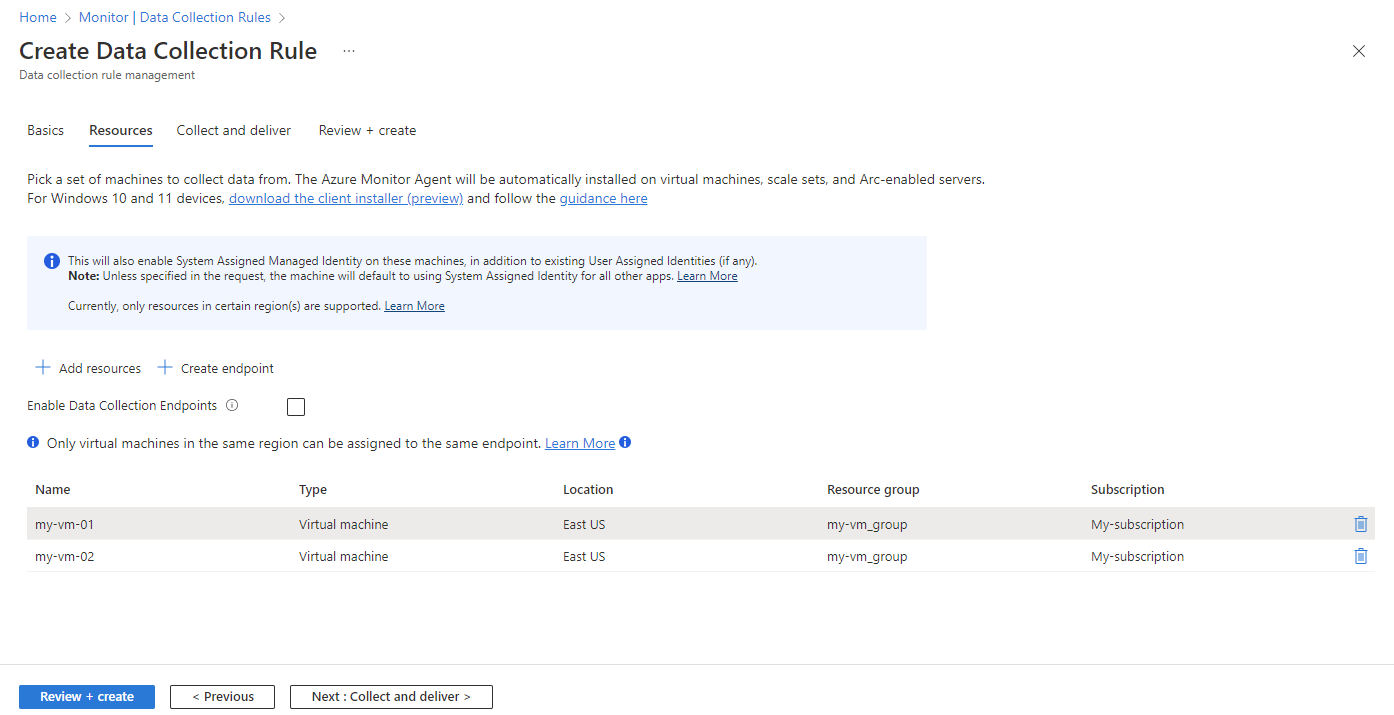 Home > Monitor | Data Collection Rules >
Create Data Collection Rule ...
Data collection rule management
Basics Resources Collect and deliver Review + create
Pick a set of machines to collect data from. The Azure Monitor Agent will be automatically installed on virtual machines, scale sets, and Arc-enabled servers.
For Windows 10 and 11 devices, download the client installer (preview) and follow the guidance here
This will also enable System Assigned Managed Identity on these machines, in addition to existing User Assigned Identities (if any).
Note: Unless specified in the request, the machine will default to using System Assigned Identity for all other apps. Learn More
Currently, only resources in certain region(s) are supported. Learn More
+ Add resources + Create endpoint
Enable Data Collection Endpoints
Only virtual machines in the same region can be assigned to the same endpoint. Learn More
Name Type Location Resource group Subscription
my-vm-01 Virtual machine East US my-vm_group My-subscription
my-vm-02 Virtual machine East US my-vm_group My-subscription
Review + create < Previous Next : Collect and deliver >